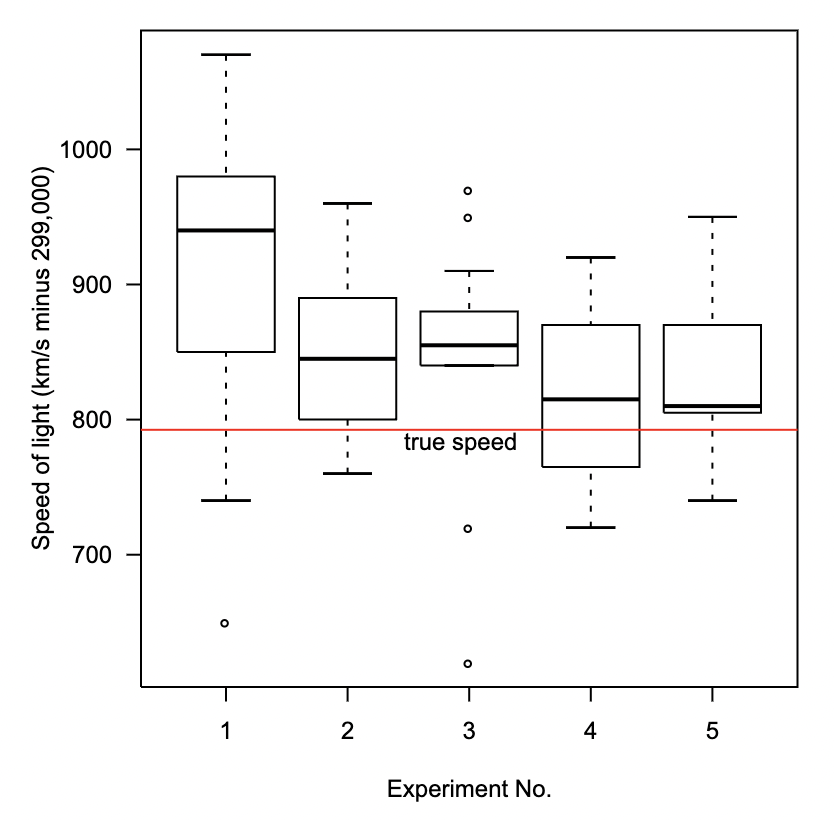 Speed of light (km/s minus 299,000)
1000
900
800
700
true speed
1 2 3 4 5
Experiment No.